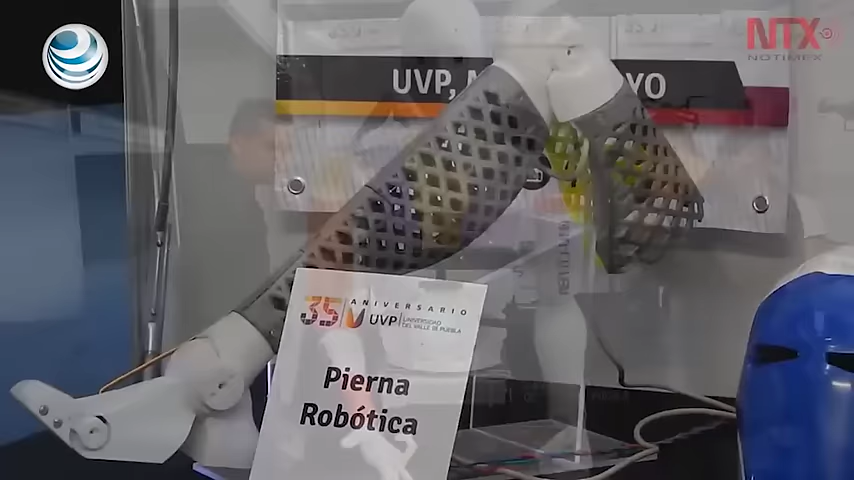 NTX
NOTIMEX
UVP,
YO
35 ANIVERSARIO
UVP UNIVERSIDAD
DEL VALLE DE PUEBLA
Pierna
Robótica